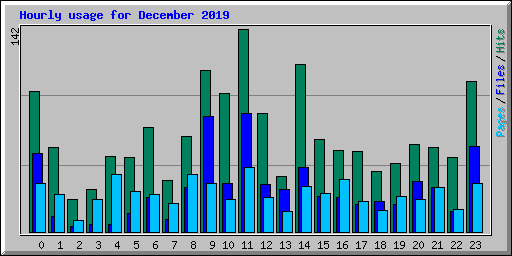 Hourly usage for December 2019
142
Pages/Files/Hits
0 1 2 3 4 5 6 7 8 9 10 11 12 13 14 15 16 17 18 19 20 21 22 23